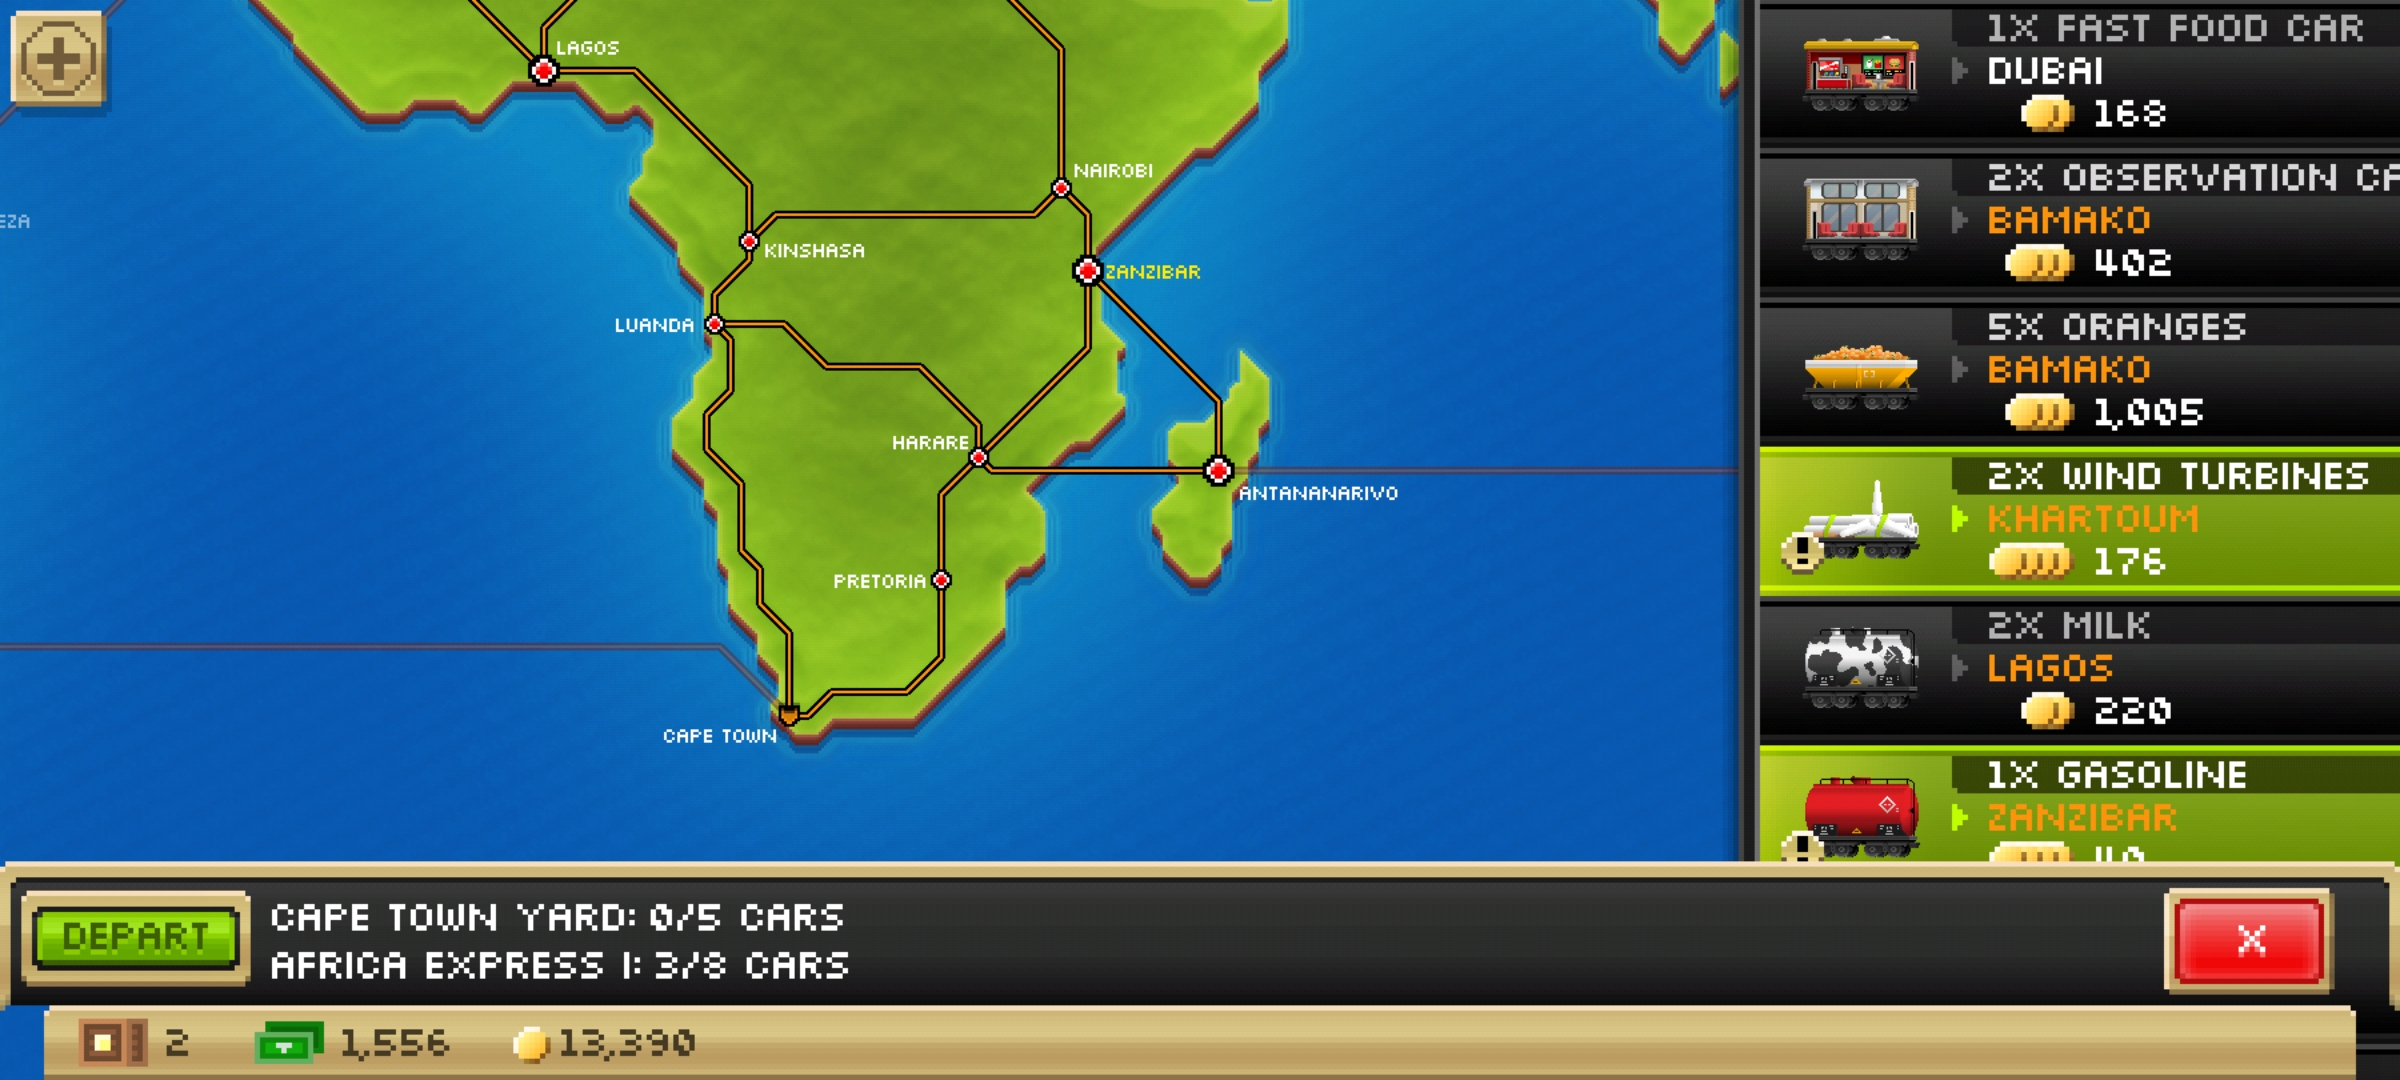 LAGOS
NAIROBI
EZA
KINSHASA
ZANZIBAR
LUANDA
HARARE
ANTANANARIVO
PRETORIA
CAPE TOWN
1X FAST FOOD CAR
DUBAI
168
2X OBSERVATION CA
BAMAKO
402
5X ORANGES
BAMAKO
1,005
2X WIND TURBINES
KHARTOUM
176
2X MILK
LAGOS
220
1X GASOLINE
ZANZIBAR
40
DEPART
CAPE TOWN YARD: 0/5 CARS
AFRICA EXPRESS I: 3/8 CARS
X
2
1,556
13,390